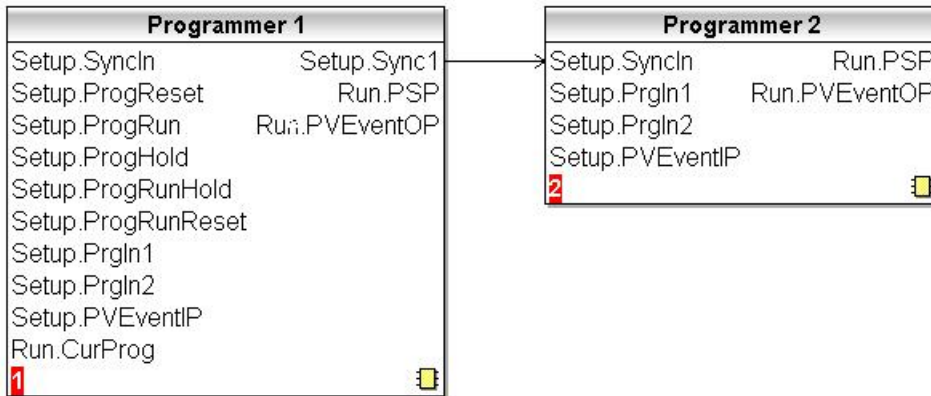 Programmer 1
Setup.SyncIn Setup.Sync1
Setup.ProgReset Run.PSP
Setup.ProgRun Run.PVEventOP
Setup.ProgHold
Setup.ProgRunHold
Setup.ProgRunReset
Setup.PrgIn1
Setup.PrgIn2
Setup.PVEventIP
Run.CurProg
1
Programmer 2
Setup.SyncIn Run.PSP
Setup.PrgIn1 Run.PVEventOP
Setup.PrgIn2
Setup.PVEventIP
2